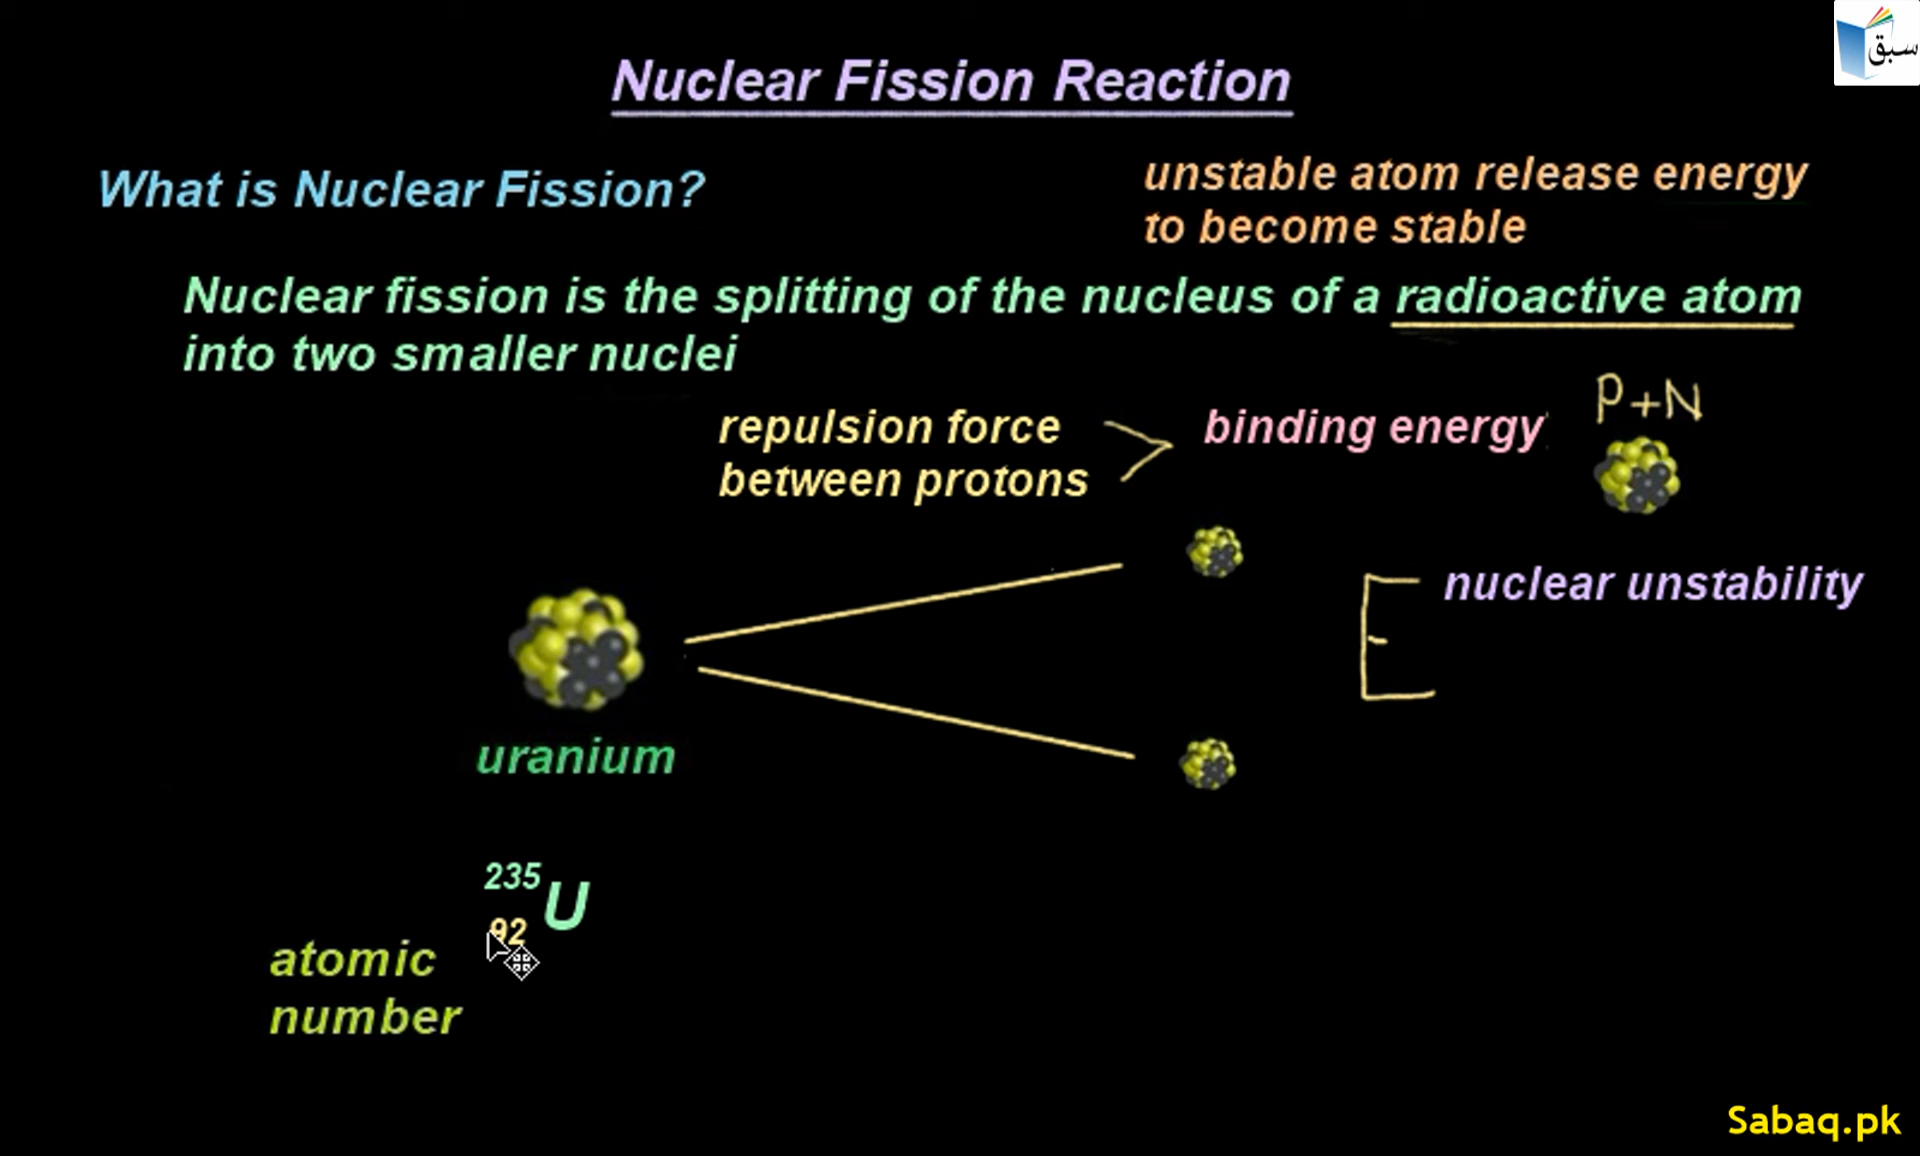 سبق
Nuclear Fission Reaction
What is Nuclear Fission?
unstable atom release energy
to become stable
Nuclear fission is the splitting of the nucleus of a radioactive atom
into two smaller nuclei
repulsion force
between protons
>
binding energy
P+N
nuclear unstability
uranium
235
U
92
atomic
number
Sabaq.pk